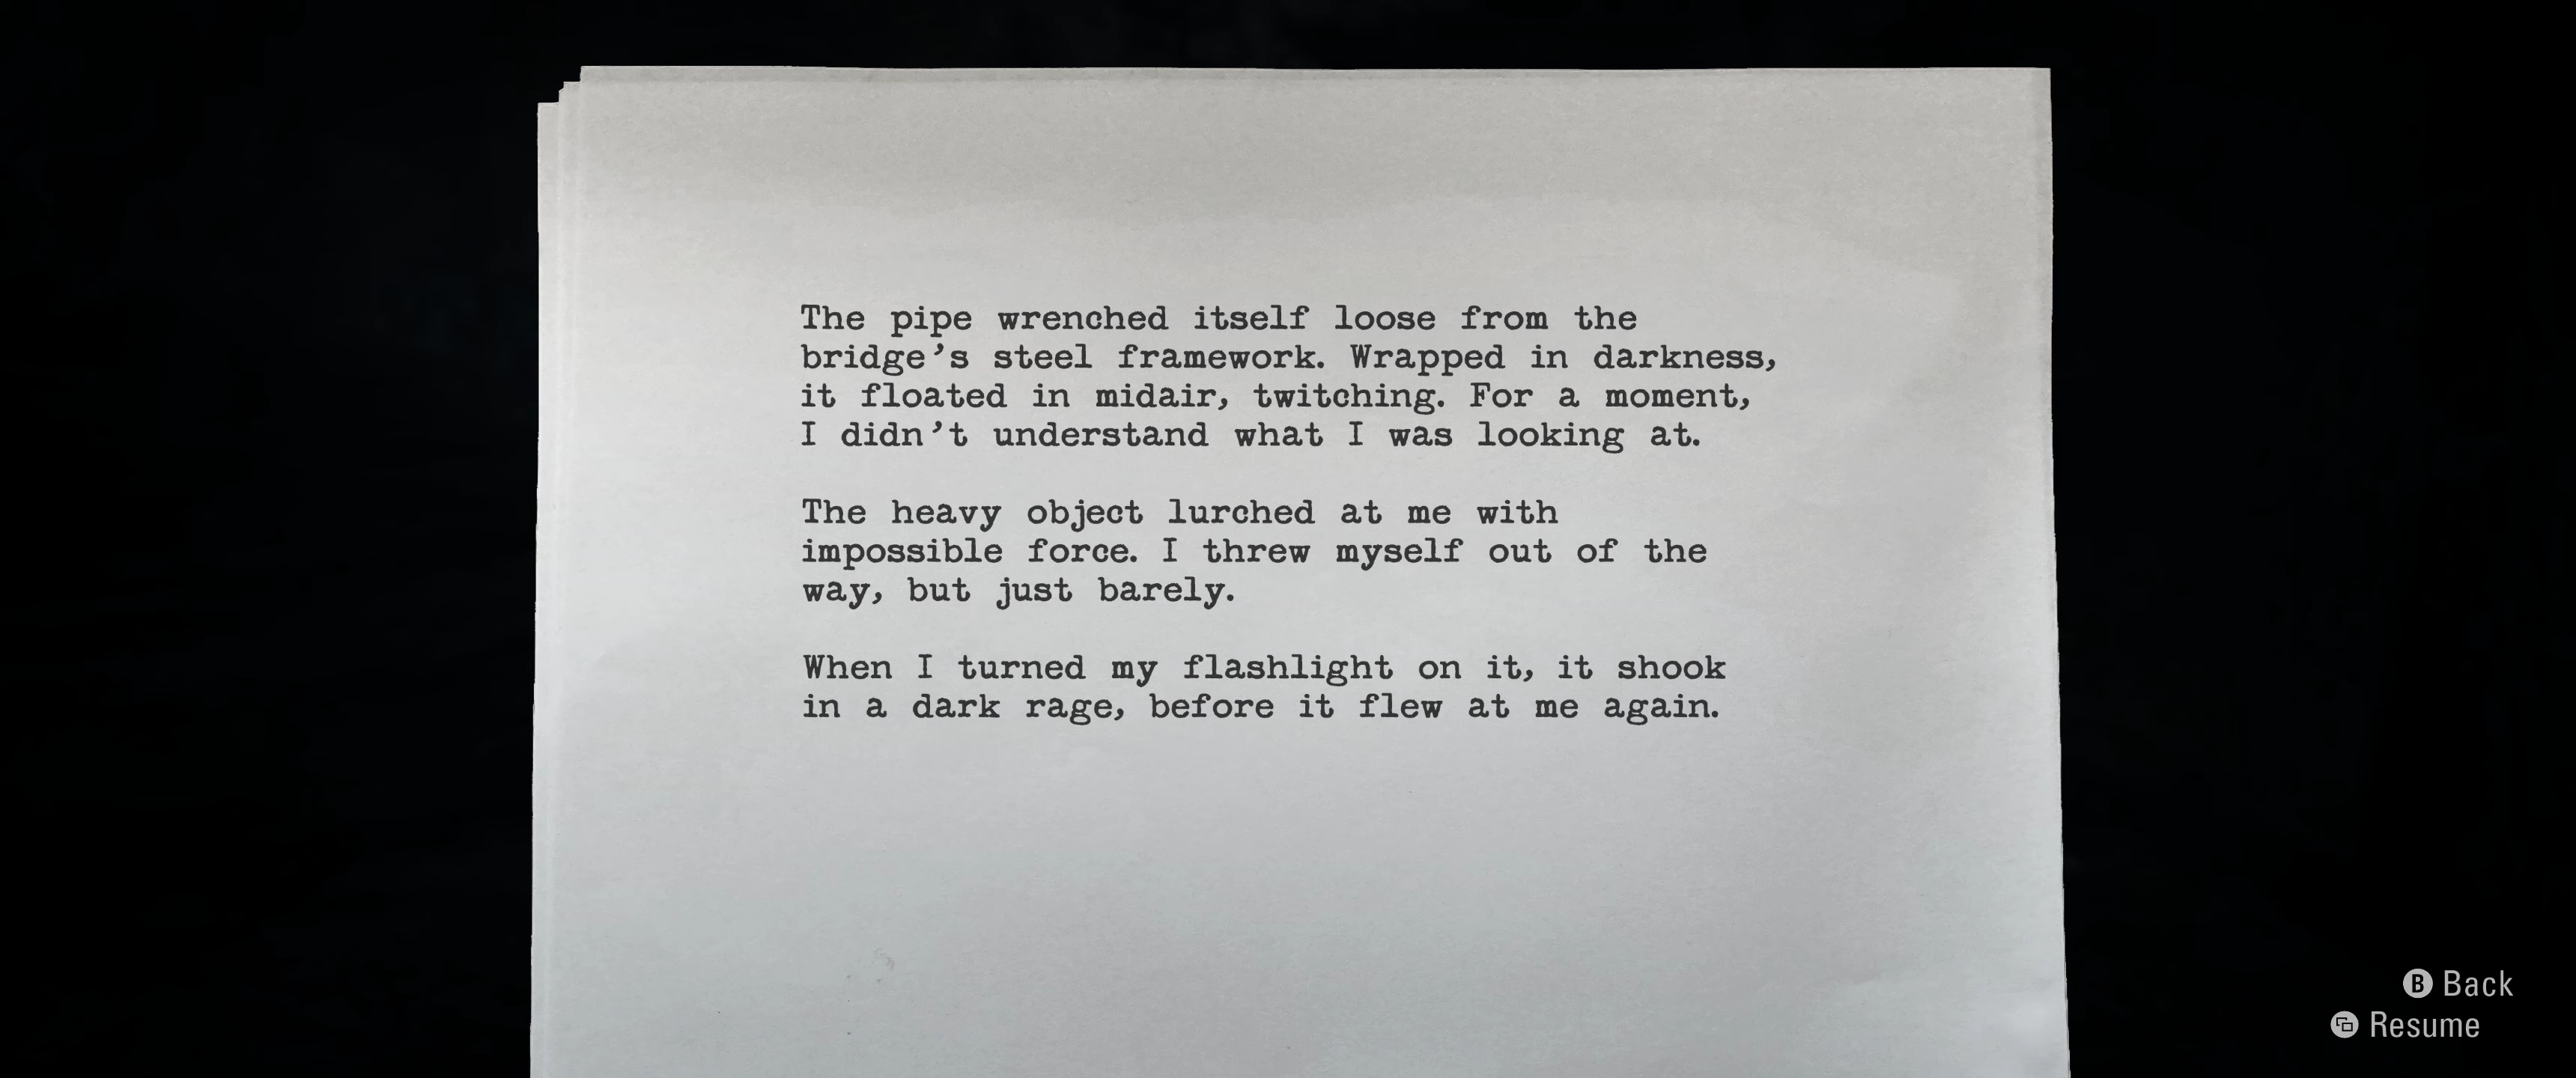 The pipe wrenched itself loose from the
bridge's steel framework. Wrapped in darkness,
it floated in midair, twitching. For a moment,
I didn't understand what I was looking at.
The heavy object lurched at me with
impossible force. I threw myself out of the
way, but just barely.
When I turned my flashlight on it, it shook
in a dark rage, before it flew at me again.
B Back
Resume